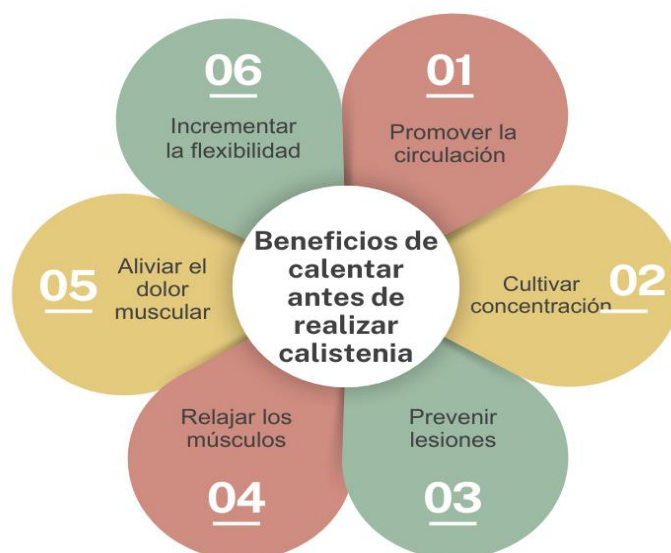 Beneficios de
calentar
antes de
realizar
calistenia
01
Promover la
circulación
02
Cultivar
concentración
03
Prevenir
lesiones
04
Relajar los
músculos
05
Aliviar el
dolor
muscular
06
Incrementar
la flexibilidad